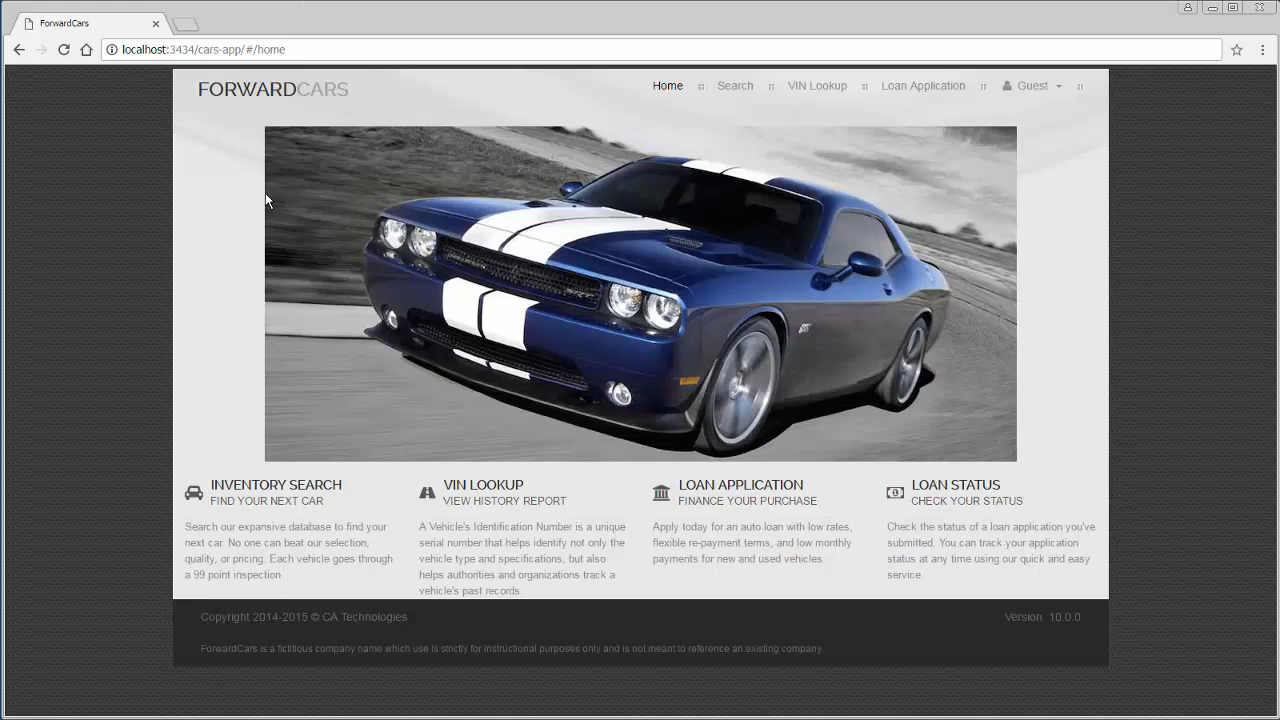 ForwardCars
localhost:3434/cars-app/#/home
FORWARDCARS
Home
Search
VIN Lookup
Loan Application
Guest
INVENTORY SEARCH
FIND YOUR NEXT CAR
Search our expansive database to find your
next car. No one can beat our selection,
quality, or pricing. Each vehicle goes through
a 99 point inspection.
VIN LOOKUP
VIEW HISTORY REPORT
A Vehicle's Identification Number is a unique
serial number that helps identify not only the
vehicle type and specifications, but also
helps authorities and organizations track a
vehicle's past records.
LOAN APPLICATION
FINANCE YOUR PURCHASE
Apply today for an auto loan with low rates,
flexible re-payment terms, and low monthly
payments for new and used vehicles.
LOAN STATUS
CHECK YOUR STATUS
Check the status of a loan application you've
submitted. You can track your application
status at any time using our quick and easy
service.
Copyright 2014-2015 © CA Technologies
Version: 10.0.0
ForwardCars is a fictitious company name which use is strictly for instructional purposes only and is not meant to reference an existing company.